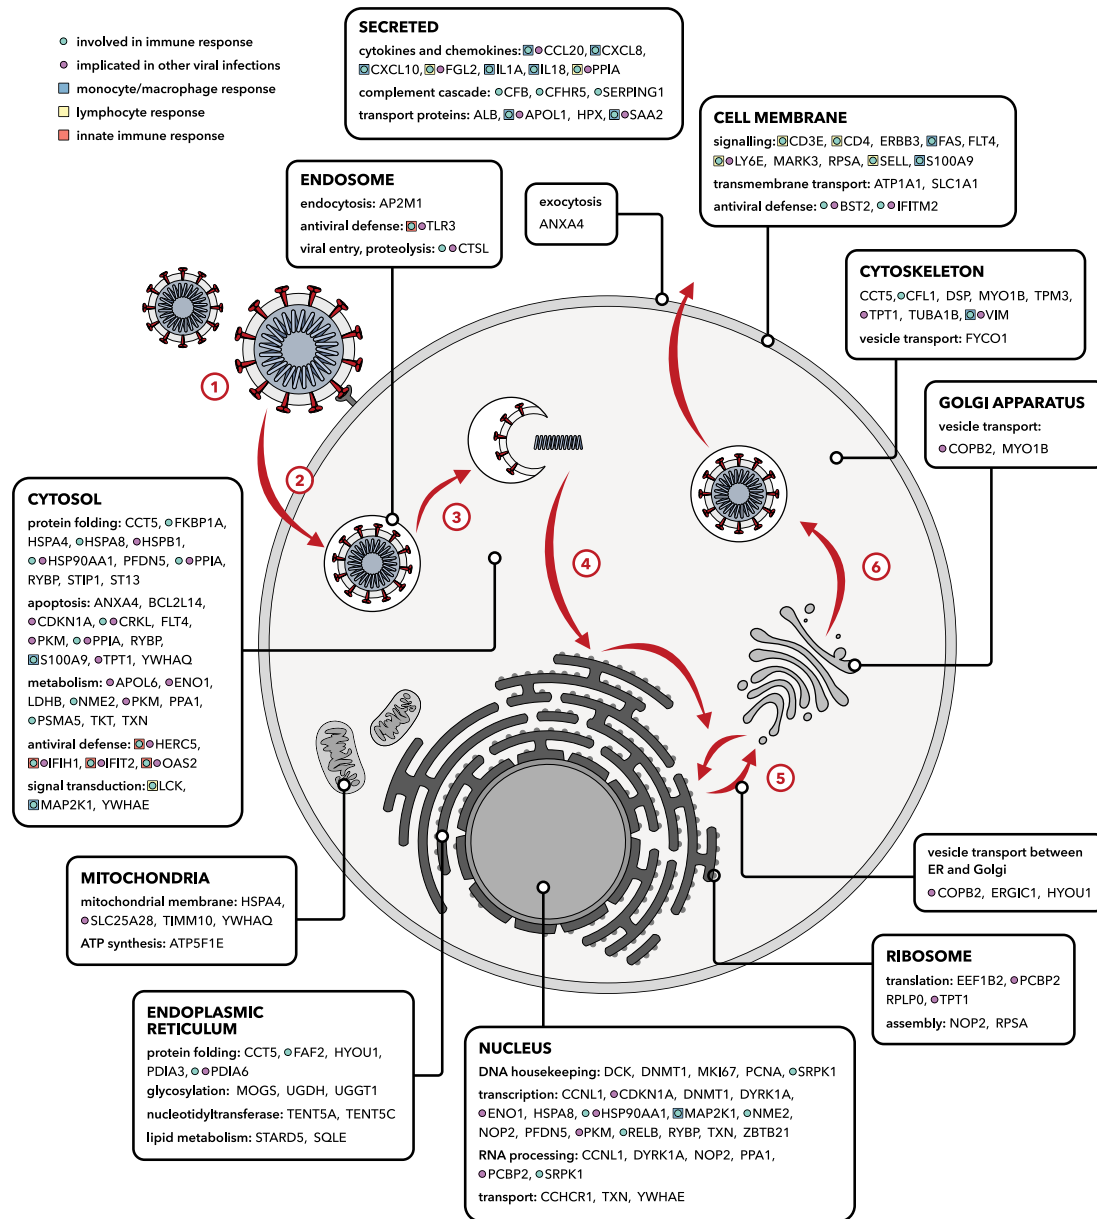 involved in immune response
implicated in other viral infections
monocyte/macrophage response
lymphocyte response
innate immune response
SECRETED
cytokines and chemokines: CCL20, CXCL8,
CXCL10, FGL2, IL1A, IL18, PPIA
complement cascade: CFB, CFHR5, SERPING1
transport proteins: ALB, APOL1, HPX, SAA2
CELL MEMBRANE
signalling: CD3E, CD4, ERBB3, FAS, FLT4,
LY6E, MARK3, RPSA, SELL, S100A9
transmembrane transport: ATP1A1, SLC1A1
antiviral defense: BST2, IFITM2
ENDOSOME
endocytosis: AP2M1
antiviral defense: TLR3
viral entry, proteolysis: CTSL
exocytosis
ANXA4
CYTOSKELETON
CCT5, CFL1, DSP, MYO1B, TPM3,
TPT1, TUBA1B, VIM
vesicle transport: FYCO1
GOLGI APPARATUS
vesicle transport:
COPB2, MYO1B
1
2
3
4
5
6
CYTOSOL
protein folding: CCT5, FKBP1A,
HSPA4, HSPA8, HSPB1,
HSP90AA1, PFDN5, PPIA,
RYBP, STIP1, ST13
apoptosis: ANXA4, BCL2L14,
CDKN1A, CRKL, FLT4,
PKM, PPIA, RYBP,
S100A9, TPT1, YWHAQ
metabolism: APOL6, ENO1,
LDHB, NME2, PKM, PPA1,
PSMA5, TKT, TXN
antiviral defense: HERC5,
IFIH1, IFIT2, OAS2
signal transduction: LCK,
MAP2K1, YWHAE
MITOCHONDRIA
mitochondrial membrane: HSPA4,
SLC25A28, TIMM10, YWHAQ
ATP synthesis: ATP5F1E
vesicle transport between
ER and Golgi
COPB2, ERGIC1, HYOU1
RIBOSOME
translation: EEF1B2, PCBP2
RPLP0, TPT1
assembly: NOP2, RPSA
ENDOPLASMIC
RETICULUM
protein folding: CCT5, FAF2, HYOU1,
PDIA3, PDIA6
glycosylation: MOGS, UGDH, UGGT1
nucleotidyltransferase: TENT5A, TENT5C
lipid metabolism: STARD5, SQLE
NUCLEUS
DNA housekeeping: DCK, DNMT1, MKI67, PCNA, SRPK1
transcription: CCNL1, CDKN1A, DNMT1, DYRK1A,
ENO1, HSPA8, HSP90AA1, MAP2K1, NME2,
NOP2, PFDN5, PKM, RELB, RYBP, TXN, ZBTB21
RNA processing: CCNL1, DYRK1A, NOP2, PPA1,
PCBP2, SRPK1
transport: CCHCR1, TXN, YWHAE